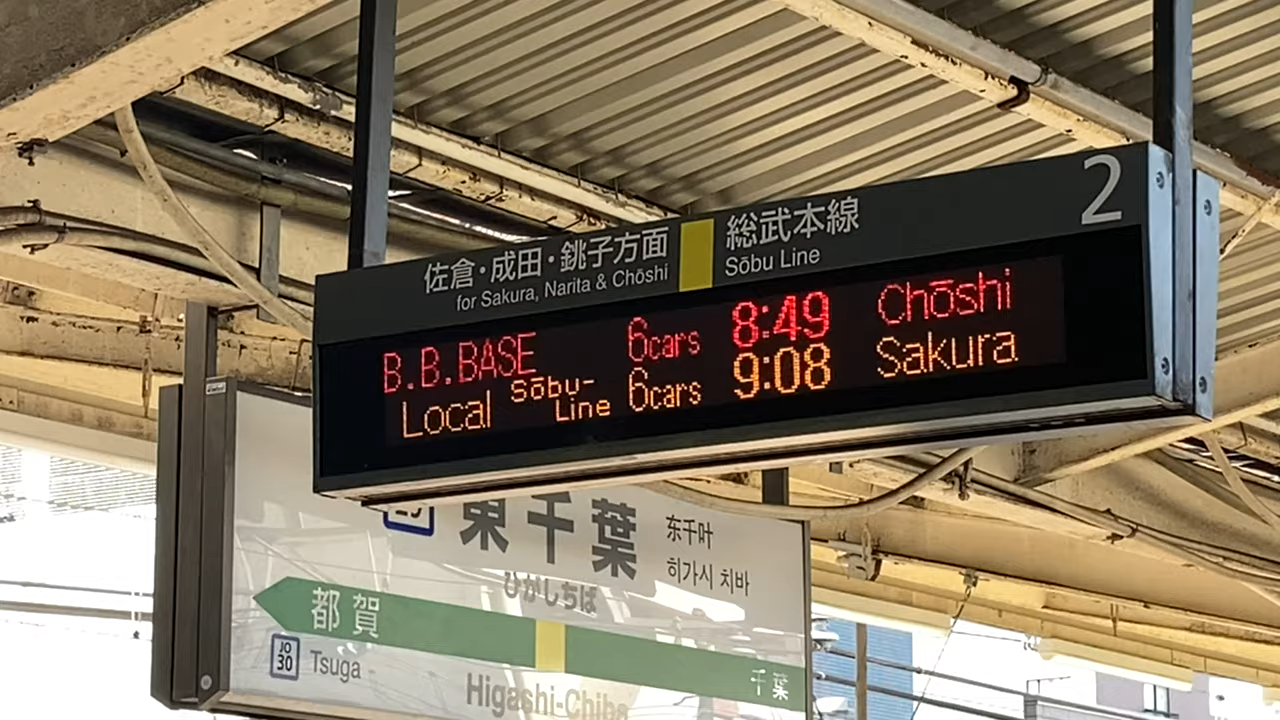 2
佐倉・成田・銚子方面
for Sakura, Narita & Chōshi
総武本線
Sōbu Line
B.B.BASE 6cars 8:49 Chōshi
Local Sōbu-Line 6cars 9:08 Sakura
東千葉
东千叶
히가시 치바
ひがしちば
都賀
JO
30
Tsuga
千葉
Higashi-Chiba